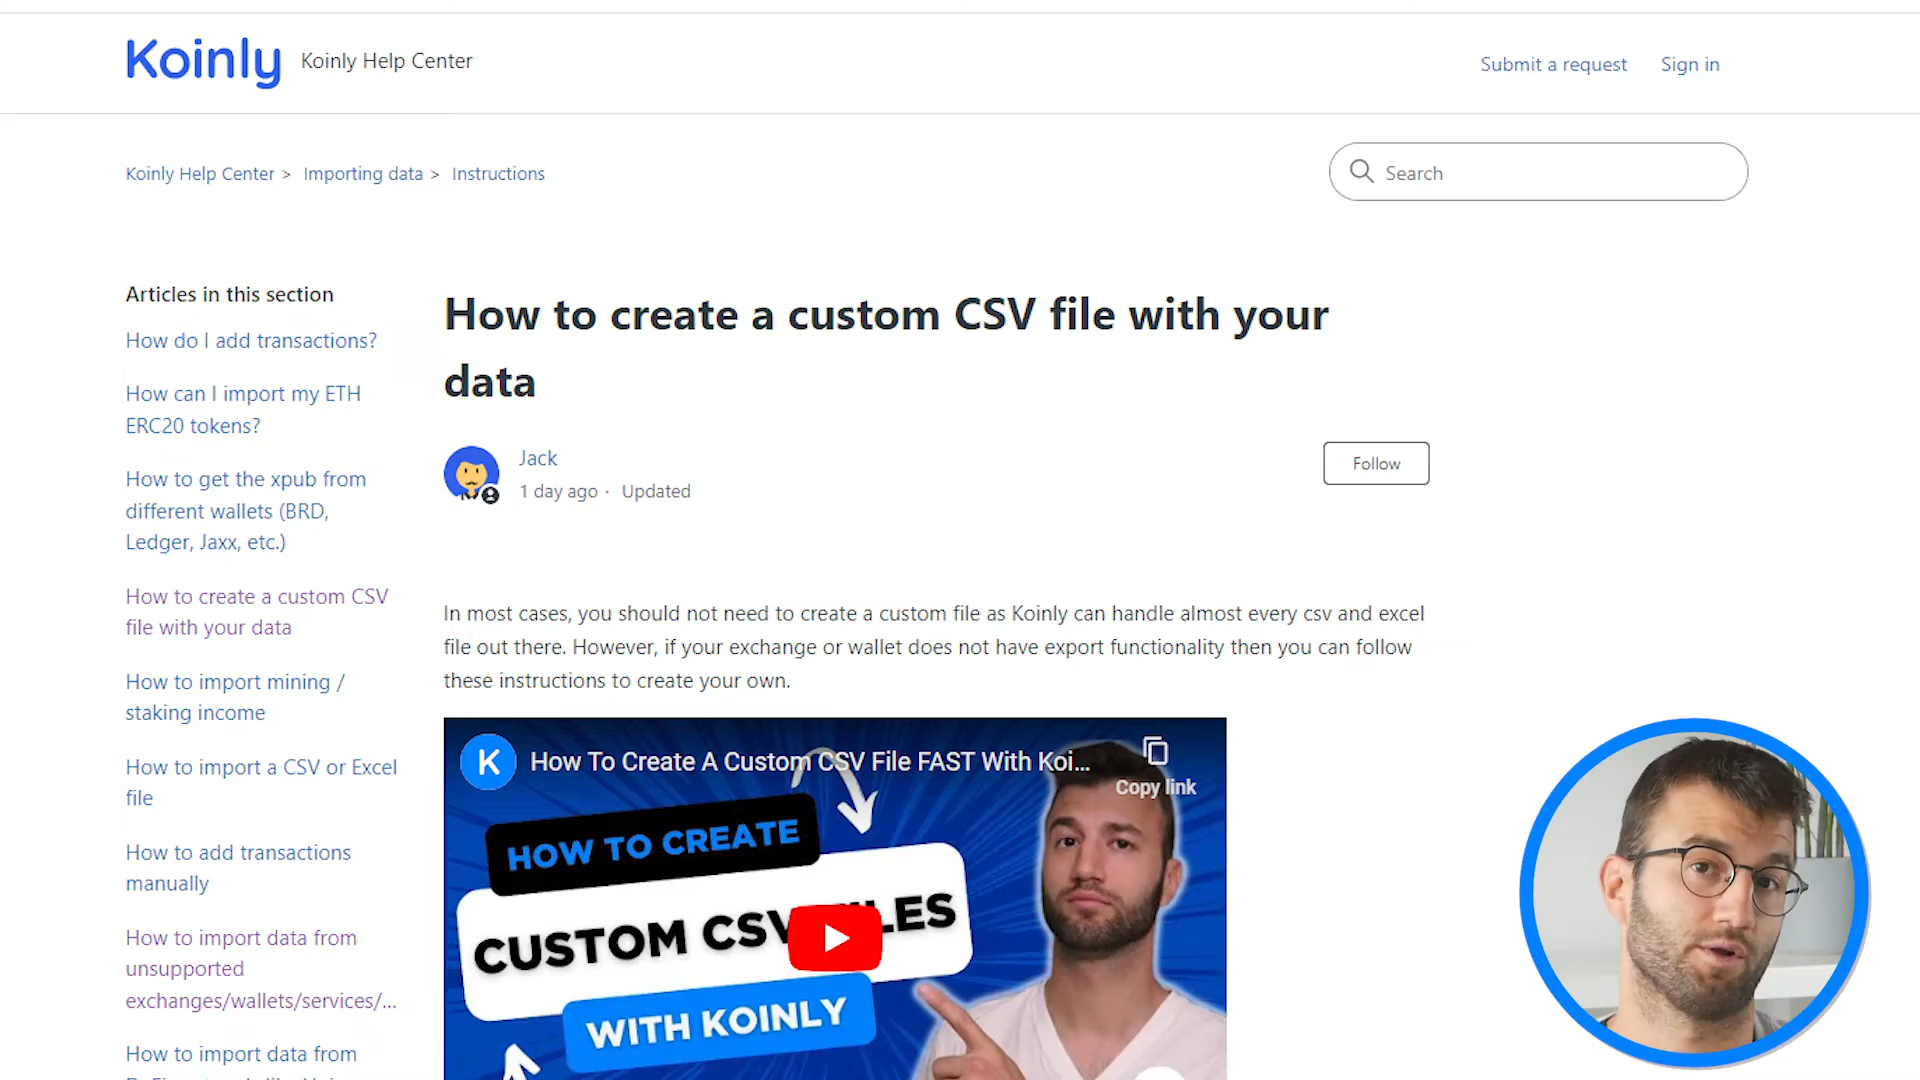 Koinly Koinly Help Center
Submit a request Sign in
Koinly Help Center > Importing data > Instructions
Search
Articles in this section
How do I add transactions?
How can I import my ETH
ERC20 tokens?
How to get the xpub from
different wallets (BRD,
Ledger, Jaxx, etc.)
How to create a custom CSV
file with your data
How to import mining /
staking income
How to import a CSV or Excel
file
How to add transactions
manually
How to import data from
unsupported
exchanges/wallets/services/...
How to import data from
How to create a custom CSV file with your
data
Jack
1 day ago · Updated
Follow
In most cases, you should not need to create a custom file as Koinly can handle almost every csv and excel
file out there. However, if your exchange or wallet does not have export functionality then you can follow
these instructions to create your own.
K How To Create A Custom CSV File FAST With Koi...
Copy link
HOW TO CREATE
CUSTOM CSV FILES
WITH KOINLY